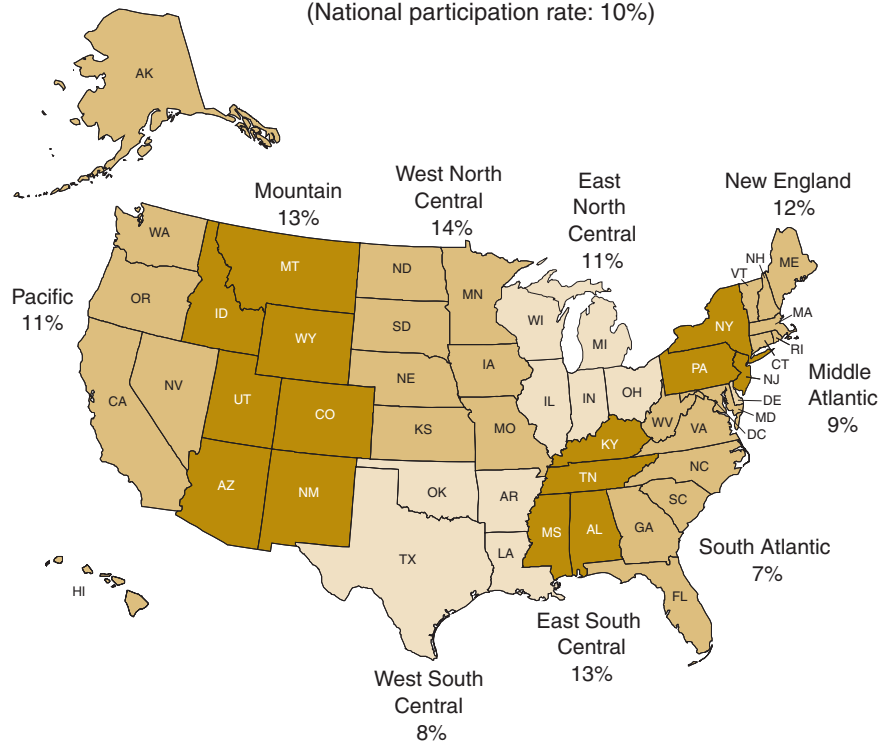 (National participation rate: 10%)
AK
Mountain
13%
West North
Central
14%
East
North
Central
11%
New England
12%
Pacific
11%
WA
OR
CA
NV
ID
MT
WY
UT
CO
AZ
NM
ND
SD
NE
KS
MN
IA
MO
WI
MI
IL
IN
OH
OK
AR
TX
LA
KY
TN
MS
AL
NY
PA
NJ
VT
NH
ME
MA
RI
CT
DE
MD
DC
WV
VA
NC
SC
GA
FL
HI
Middle
Atlantic
9%
South Atlantic
7%
East South
Central
13%
West South
Central
8%